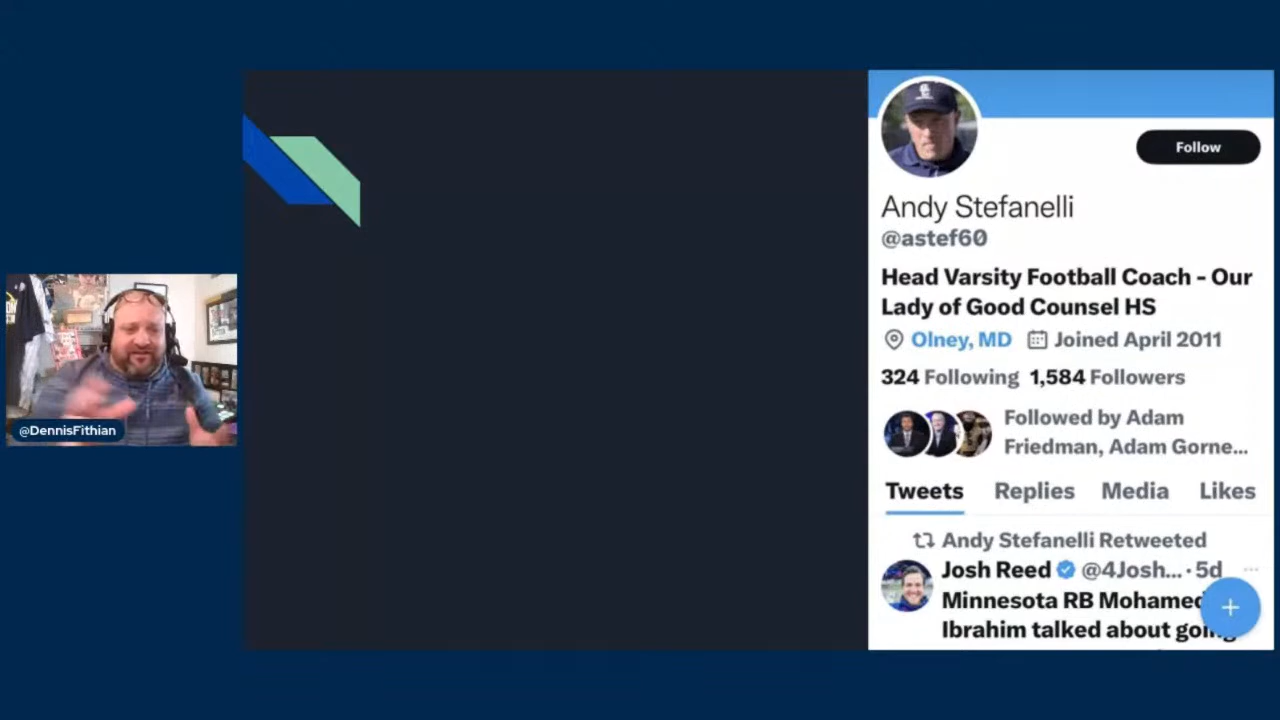 @DennisFithian
Follow
Andy Stefanelli
@astef60
Head Varsity Football Coach - Our
Lady of Good Counsel HS
Olney, MD Joined April 2011
324 Following 1,584 Followers
Followed by Adam
Friedman, Adam Gorne...
Tweets Replies Media Likes
Andy Stefanelli Retweeted
Josh Reed @4Josh... · 5d
Minnesota RB Mohamed
Ibrahim talked about going